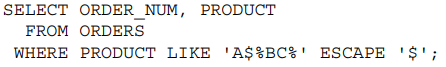 SELECT ORDER_NUM, PRODUCT
FROM ORDERS
WHERE PRODUCT LIKE 'A$%BC%' ESCAPE '$';